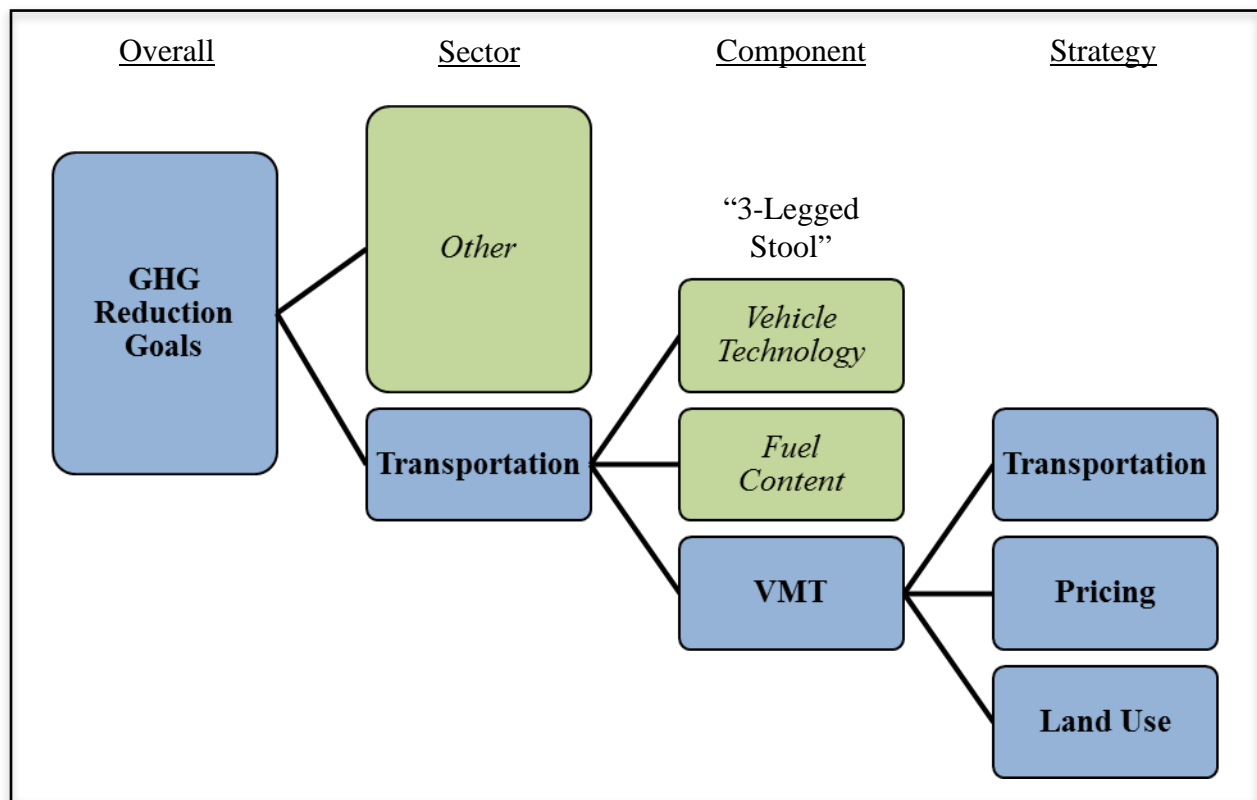 Overall
Sector
Component
Strategy
GHG
Reduction
Goals
Other
Transportation
“3-Legged
Stool”
Vehicle
Technology
Fuel
Content
VMT
Transportation
Pricing
Land Use